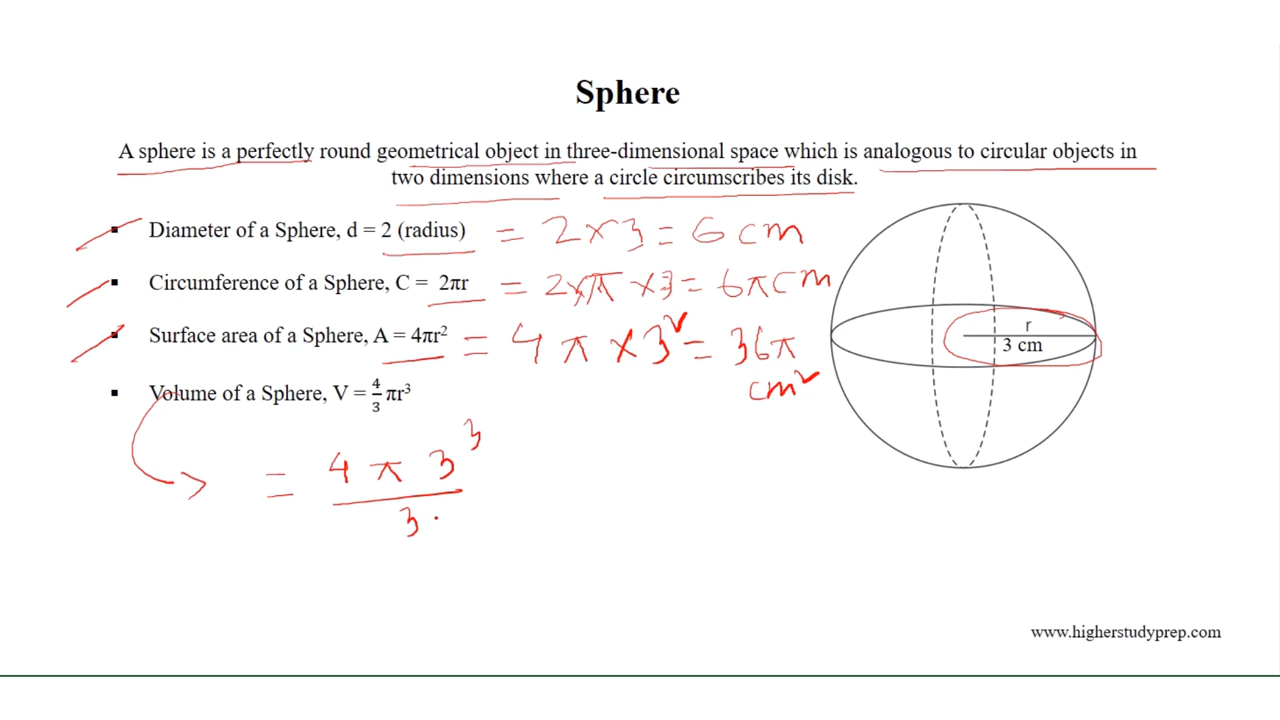 Sphere
A sphere is a perfectly round geometrical object in three-dimensional space which is analogous to circular objects in
two dimensions where a circle circumscribes its disk.
▪ Diameter of a Sphere, d = 2 (radius) = 2 × 3 = 6 cm
▪ Circumference of a Sphere, C = 2πr = 2 × π × 3 = 6π cm
▪ Surface area of a Sphere, A = 4πr² = 4 π × 3² = 36π
cm²
▪ Volume of a Sphere, V = 4/3 πr³
= 4 π 3³ / 3
r
3 cm
www.higherstudyprep.com